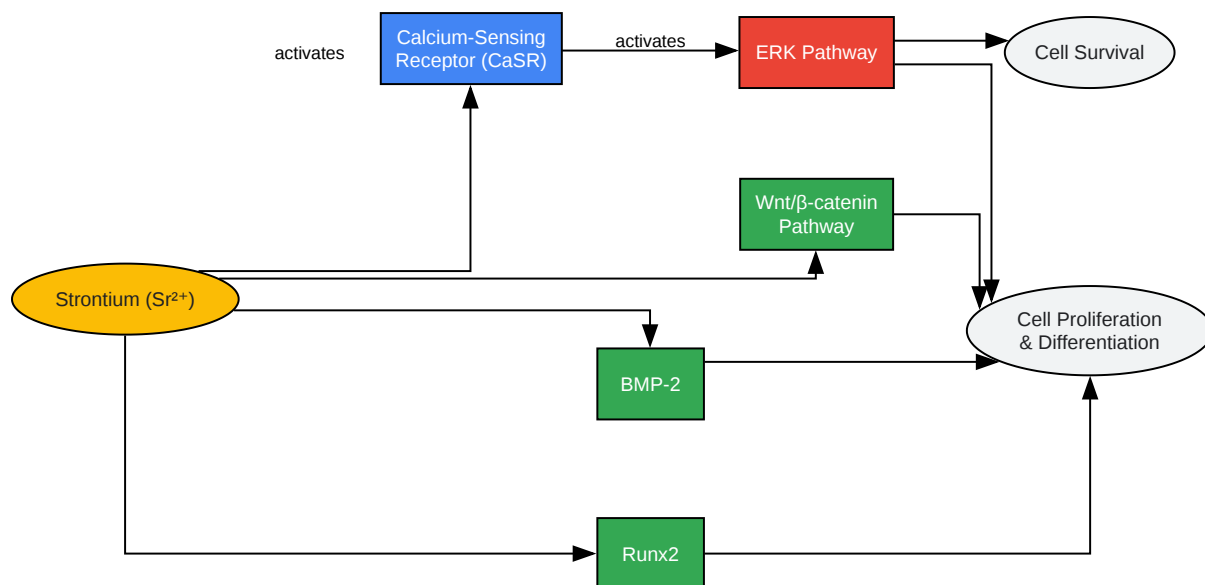 activates
Calcium-Sensing
Receptor (CaSR)
activates
ERK Pathway
Cell Survival
Wnt/β-catenin
Pathway
Strontium (Sr²⁺)
Cell Proliferation
& Differentiation
BMP-2
Runx2